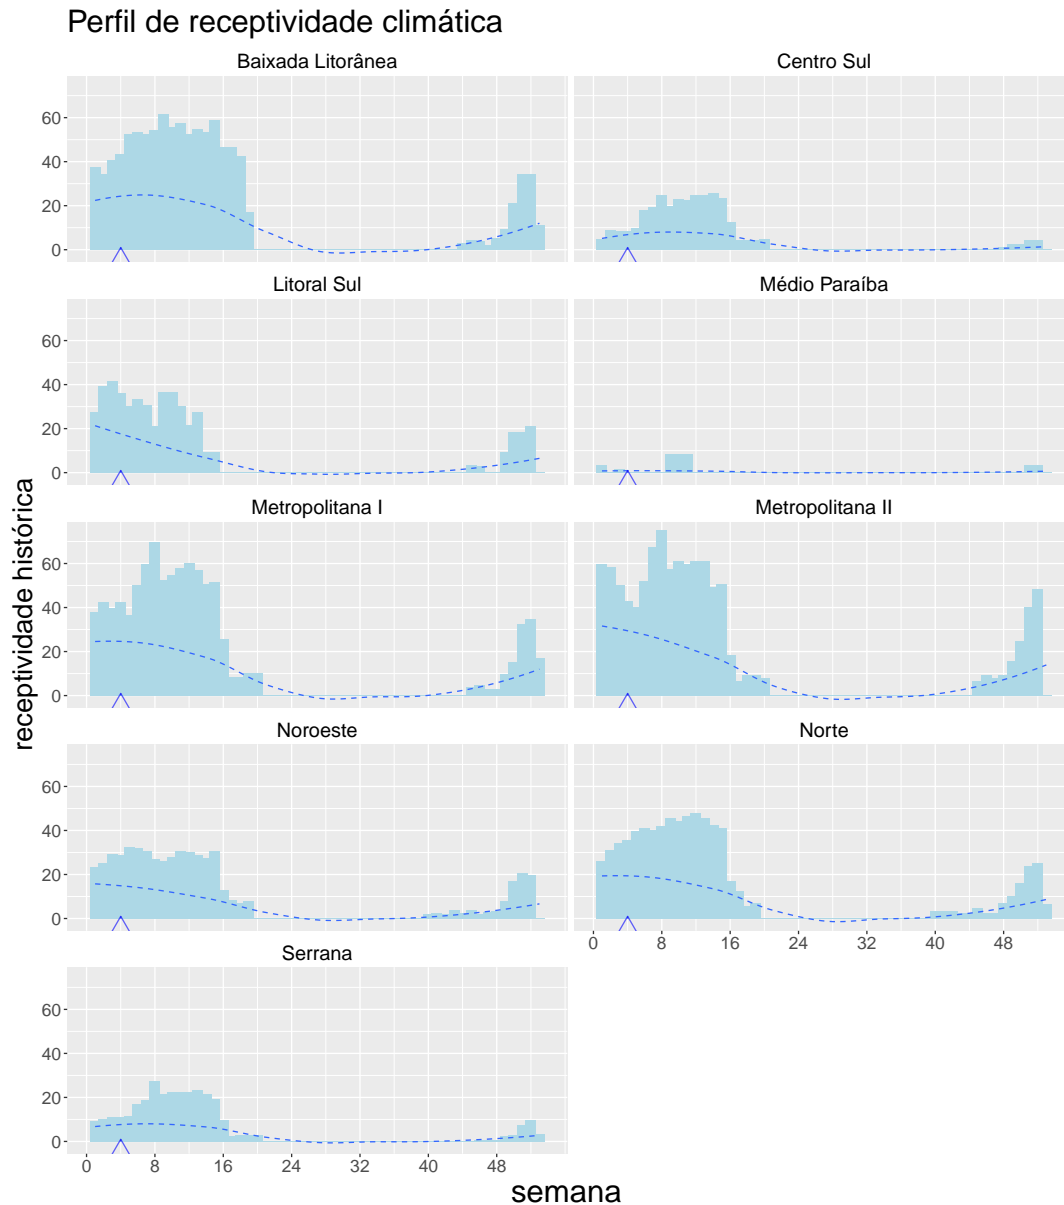 Perfil de receptividade climática
Baixada Litorânea
Centro Sul
60
40
20
0
Litoral Sul
Médio Paraíba
60
40
20
0
Metropolitana I
Metropolitana II
60
40
20
0
Noroeste
Norte
60
40
20
0
0 8 16 24 32 40 48
Serrana
60
40
20
0
0 8 16 24 32 40 48
semana
receptividade histórica